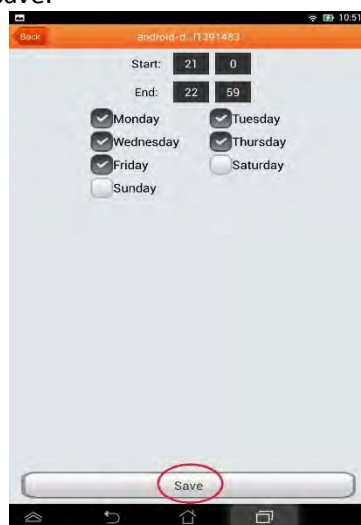 save.
10:51
Back android-d..f1391483
Start: 21 0
End: 22 59
Monday Tuesday
Wednesday Thursday
Friday Saturday
Sunday
Save